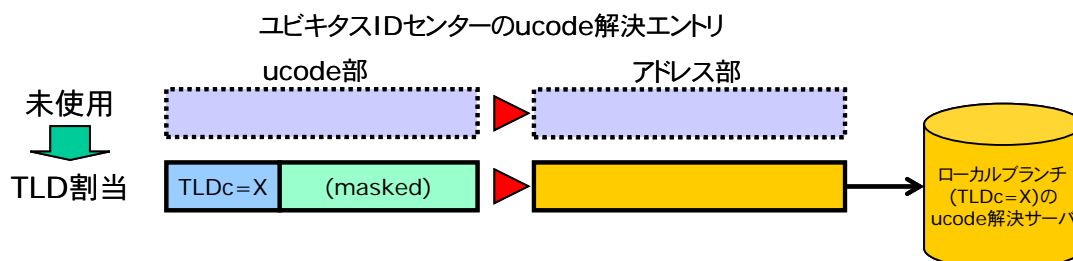 ユビキタスIDセンターのucode解決エントリ
ucode部
アドレス部
未使用
TLD割当
TLDc=X
(masked)
ローカルブランチ
(TLDc=X)の
ucode解決サーバ